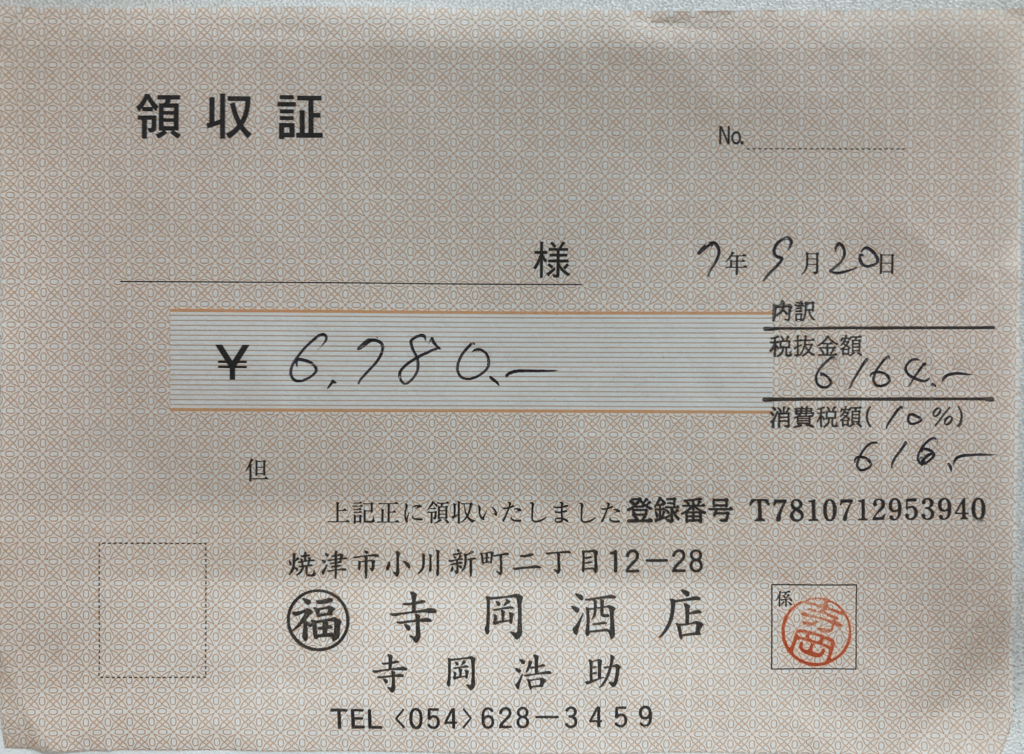 領収証
No.
様
7年 9月20日
¥ 6,780.—
内訳
税抜金額
6164.—
消費税額(10%)
616.—
但
上記正に領収いたしました 登録番号 T7810712953940
焼津市小川新町二丁目12−28
福 寺岡酒店
寺岡浩助
TEL〈054〉628−3459
係
寺岡